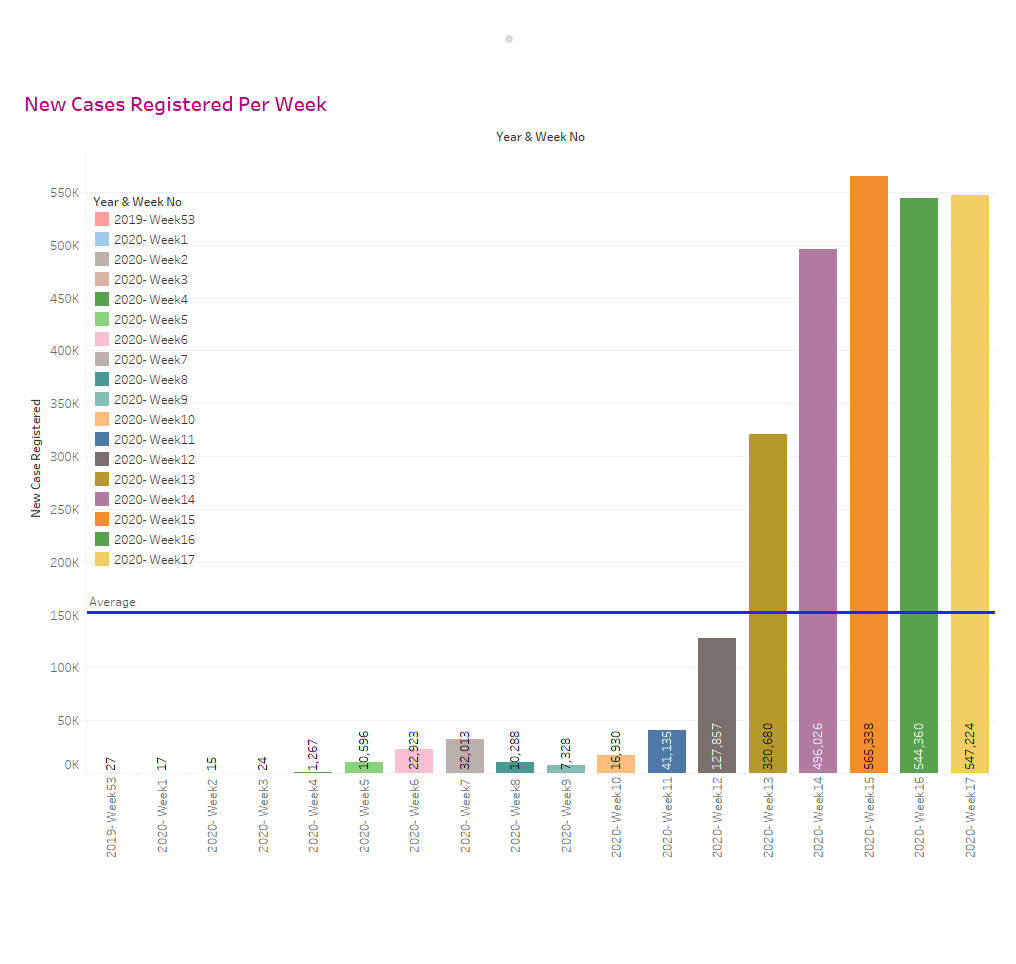 New Cases Registered Per Week
Year & Week No
550K
500K
450K
400K
350K
300K
250K
200K
150K
100K
50K
0K
New Case Registered
Year & Week No
2019- Week53
2020- Week1
2020- Week2
2020- Week3
2020- Week4
2020- Week5
2020- Week6
2020- Week7
2020- Week8
2020- Week9
2020- Week10
2020- Week11
2020- Week12
2020- Week13
2020- Week14
2020- Week15
2020- Week16
2020- Week17
Average
27
17
15
24
1,267
10,596
22,923
32,013
10,288
7,328
16,930
41,135
127,857
320,680
496,026
565,338
544,360
547,224
2019- Week53
2020- Week1
2020- Week2
2020- Week3
2020- Week4
2020- Week5
2020- Week6
2020- Week7
2020- Week8
2020- Week9
2020- Week10
2020- Week11
2020- Week12
2020- Week13
2020- Week14
2020- Week15
2020- Week16
2020- Week17